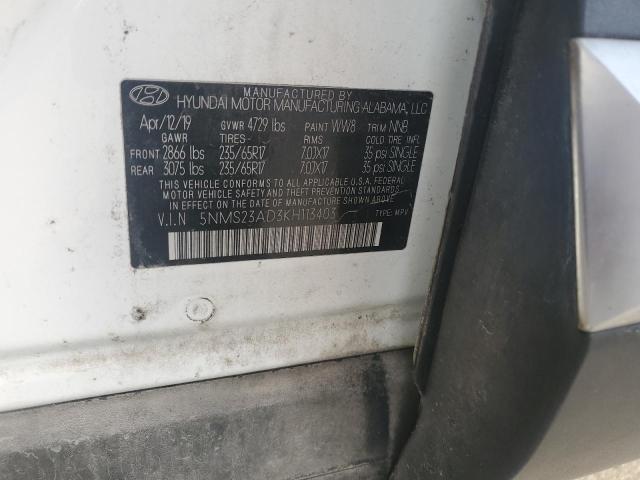 MANUFACTURED BY
HYUNDAI MOTOR MANUFACTURING ALABAMA, LLC
Apr/12/19 GVWR 4729 lbs PAINT WW8 TRIM NNB
GAWR TIRES RIMS COLD TIRE INFL
FRONT 2866 lbs 235/65R17 7.0JX17 35 psi SINGLE
REAR 3075 lbs 235/65R17 7.0JX17 35 psi SINGLE
THIS VEHICLE CONFORMS TO ALL APPLICABLE U.S.A. FEDERAL
MOTOR VEHICLE SAFETY AND THEFT PREVENTION STANDARDS
IN EFFECT ON THE DATE OF MANUFACTURE SHOWN ABOVE.
V.I.N 5NMS23AD3KH113403 TYPE: MPV